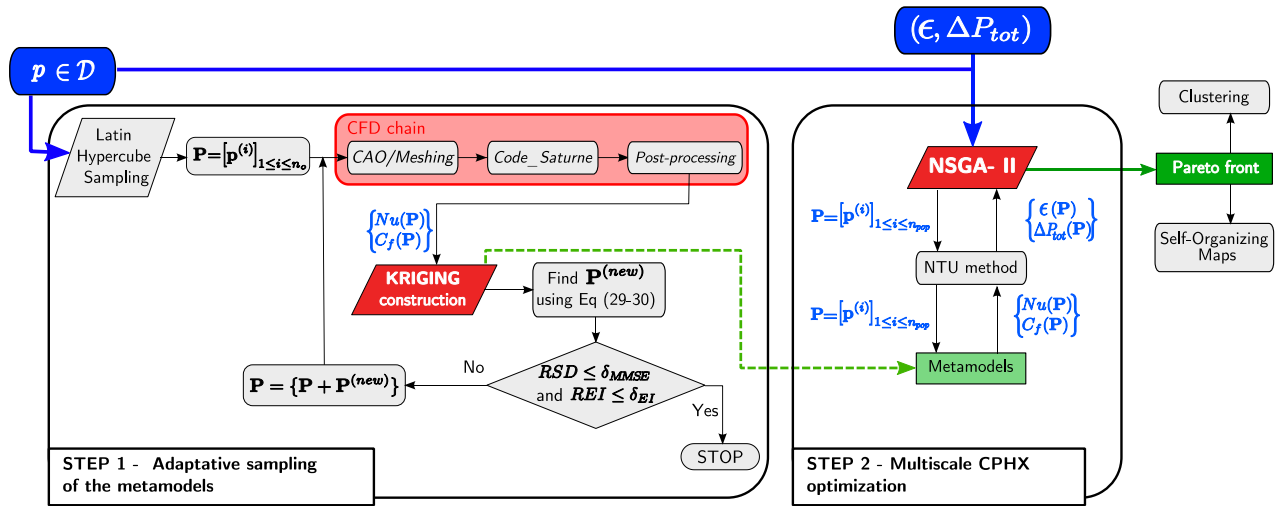 (ϵ, ΔP_tot)
p ∈ 𝒟
Latin
Hypercube
Sampling
P=[p^(i)]_1≤i≤n_o
CFD chain
CAO/Meshing
Code_Saturne
Post-processing
{Nu(P)
C_f(P)}
KRIGING
construction
Find P^(new)
using Eq (29-30)
P = {P + P^(new)}
No
RSD ≤ δ_MMSE
and REI ≤ δ_EI
Yes
STOP
STEP 1 - Adaptative sampling
of the metamodels
NSGA- II
P=[p^(i)]_1≤i≤n_pop
{ϵ(P)
ΔP_tot(P)}
NTU method
P=[p^(i)]_1≤i≤n_pop
{Nu(P)
C_f(P)}
Metamodels
STEP 2 - Multiscale CPHX
optimization
Clustering
Pareto front
Self-Organizing
Maps